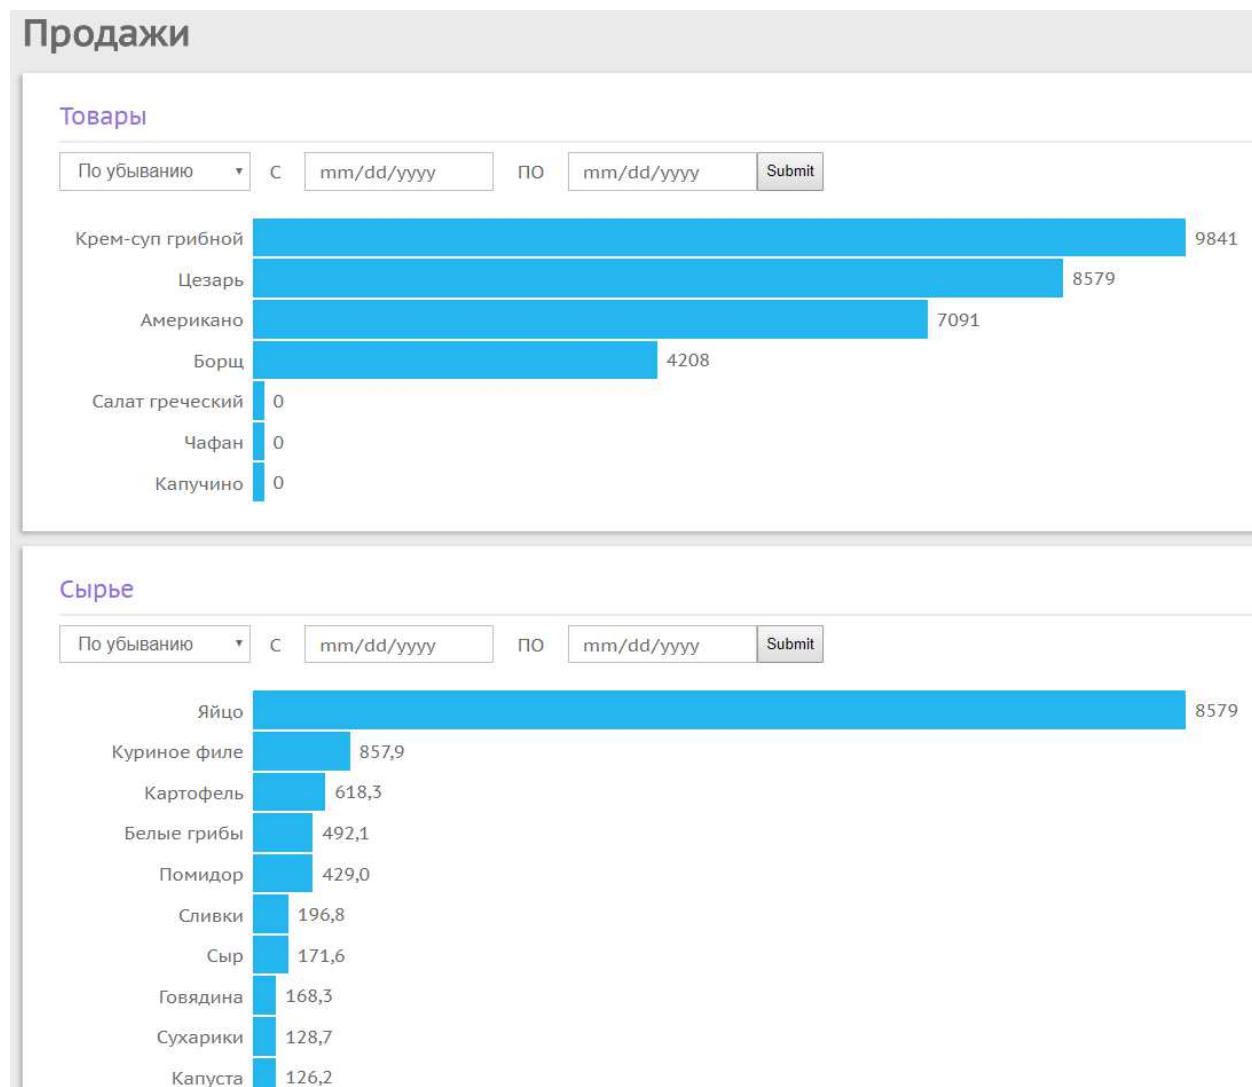 Продажи
Товары
По убыванию С mm/dd/yyyy ПО mm/dd/yyyy Submit
Крем-суп грибной 9841
Цезарь 8579
Американо 7091
Борщ 4208
Салат греческий 0
Чафан 0
Капучино 0
Сырье
По убыванию С mm/dd/yyyy ПО mm/dd/yyyy Submit
Яйцо 8579
Куриное филе 857,9
Картофель 618,3
Белые грибы 492,1
Помидор 429,0
Сливки 196,8
Сыр 171,6
Говядина 168,3
Сухарики 128,7
Капуста 126,2